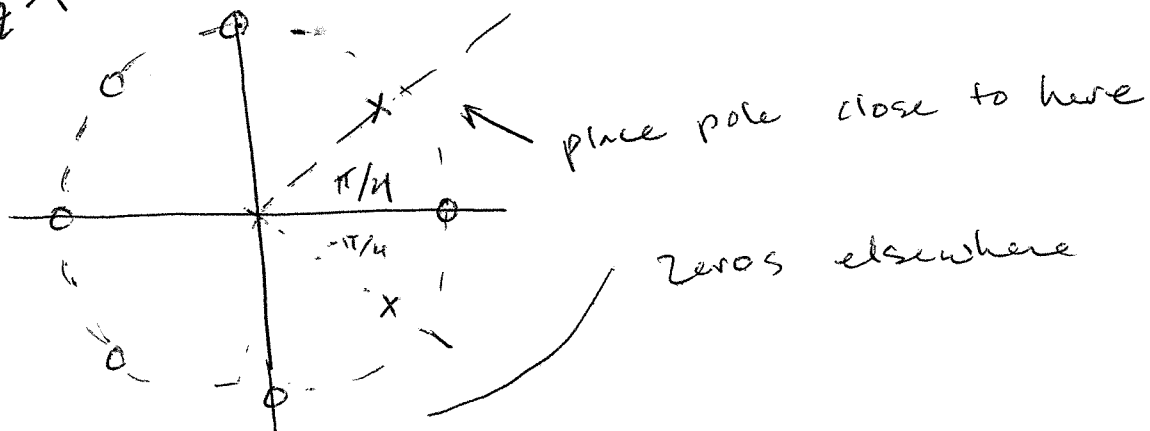 place pole close to here
π/4
-π/4
zeros elsewhere